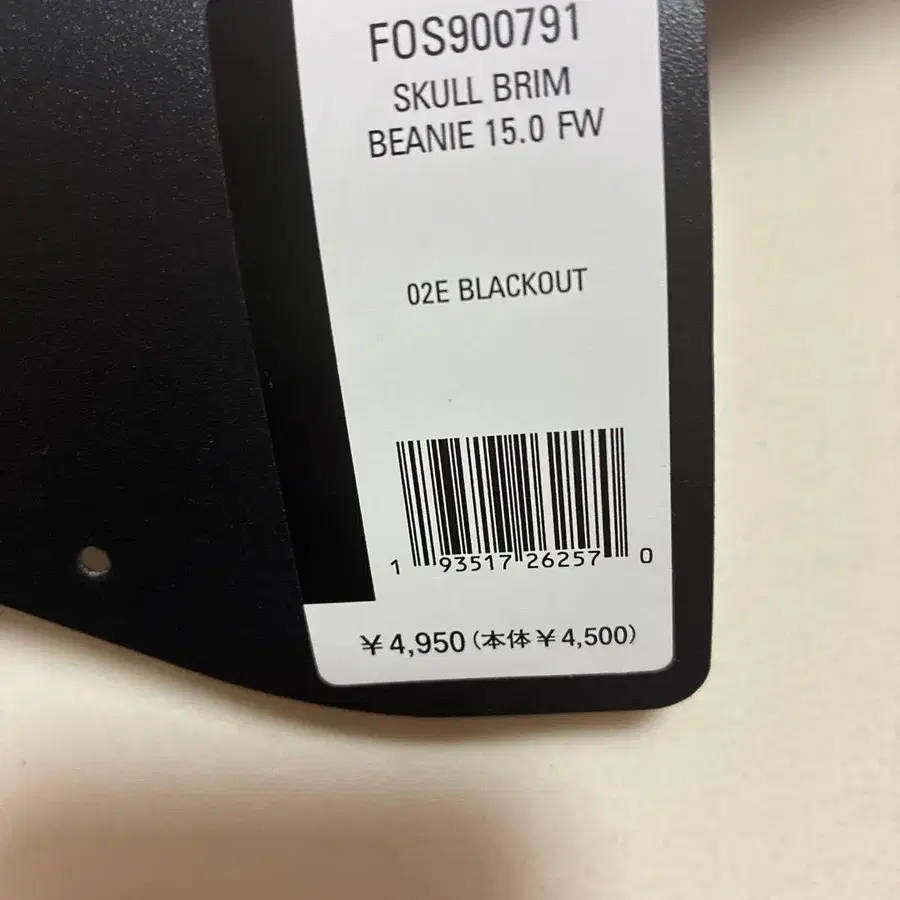 FOS900791
SKULL BRIM
BEANIE 15.0 FW
02E BLACKOUT
1 93517 26257 0
¥4,950(本体¥4,500)